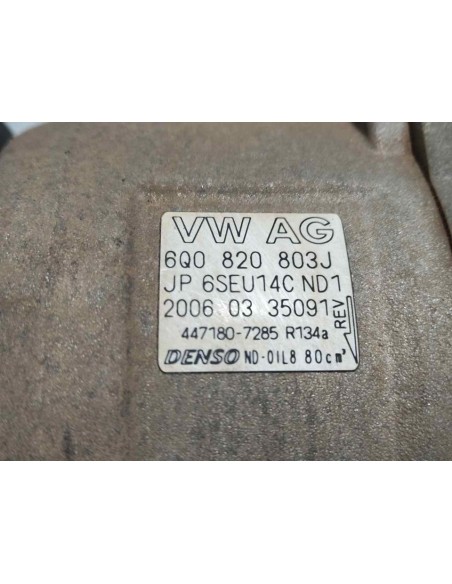 VW AG
6Q0 820 803J
JP 6SEU14C ND1
2006 03 35091
REV
447180-7285 R134a
DENSO ND-OIL8 80cm³